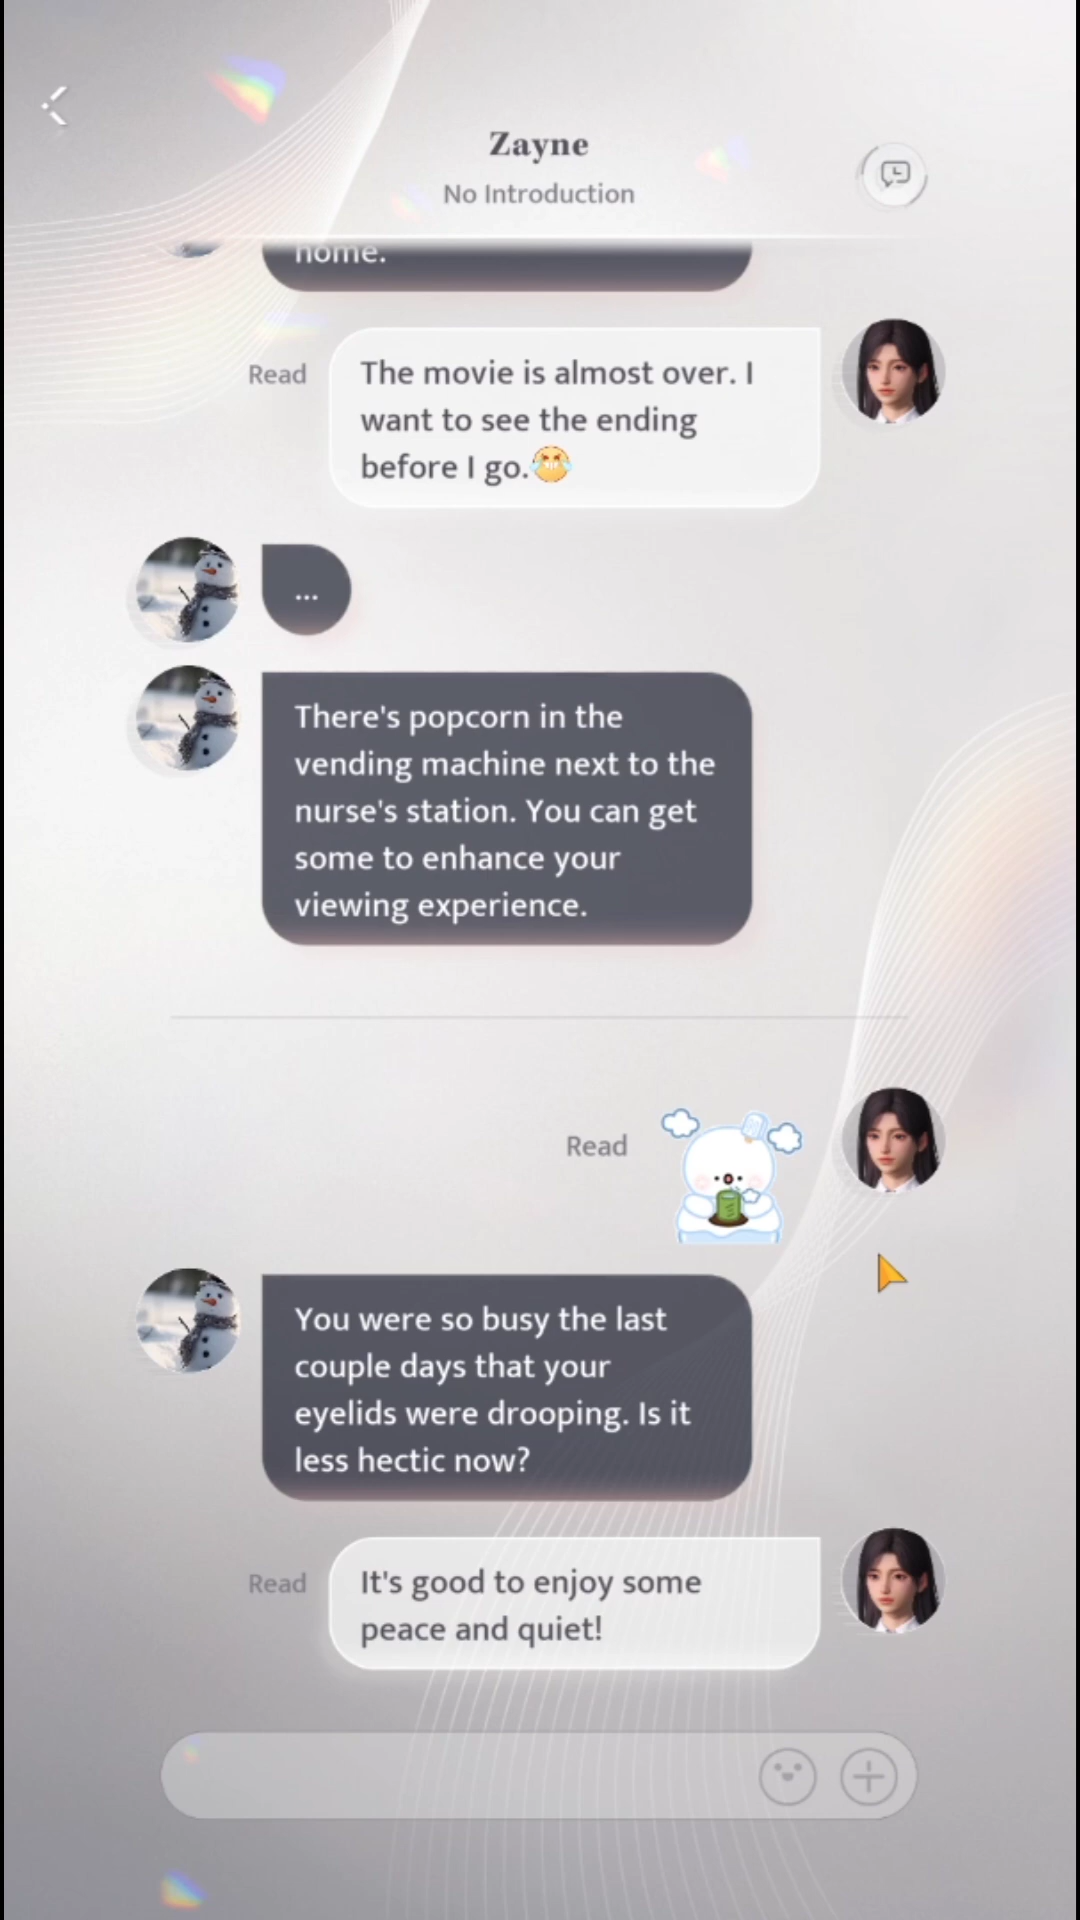 Zayne
No Introduction
home.
Read
The movie is almost over. I
want to see the ending
before I go.
...
There's popcorn in the
vending machine next to the
nurse's station. You can get
some to enhance your
viewing experience.
Read
You were so busy the last
couple days that your
eyelids were drooping. Is it
less hectic now?
Read
It's good to enjoy some
peace and quiet!